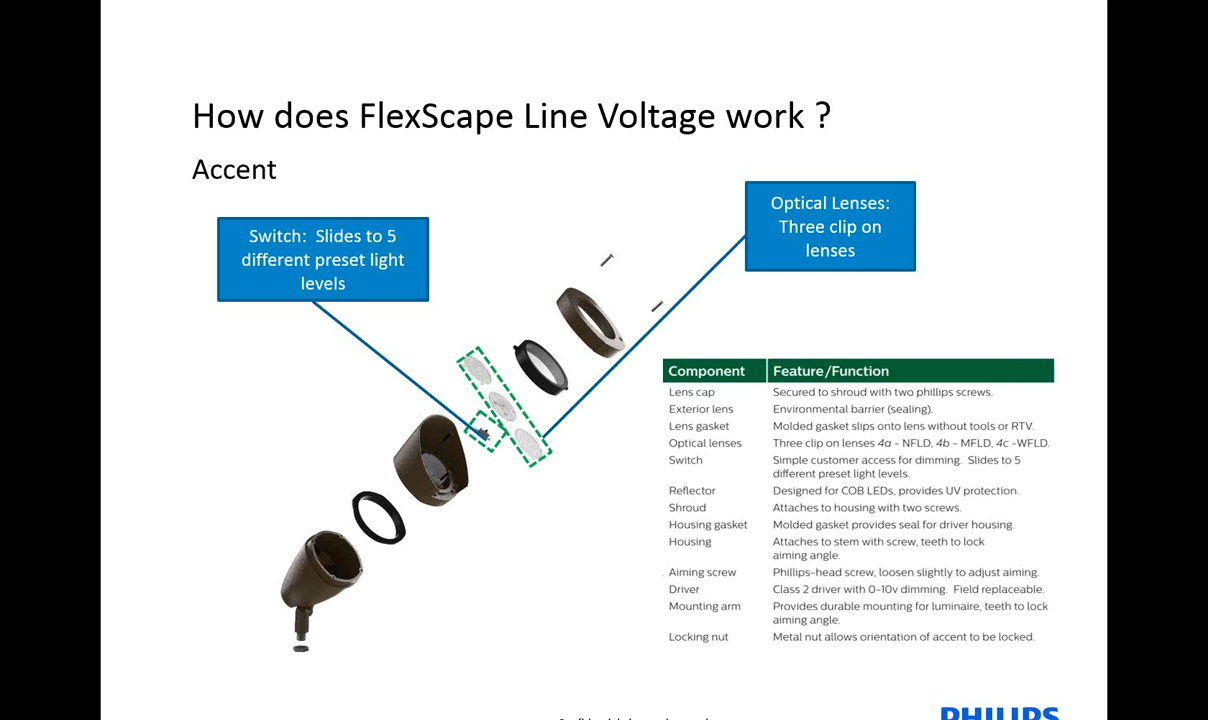 How does FlexScape Line Voltage work ?
Accent
Switch: Slides to 5
different preset light
levels
Optical Lenses:
Three clip on
lenses
Component Feature/Function
Lens cap Secured to shroud with two phillips screws.
Exterior lens Environmental barrier (sealing).
Lens gasket Molded gasket slips onto lens without tools or RTV.
Optical lenses Three clip on lenses 4a - NFLD, 4b - MFLD, 4c -WFLD.
Switch Simple customer access for dimming. Slides to 5
different preset light levels.
Reflector Designed for COB LEDs, provides UV protection.
Shroud Attaches to housing with two screws.
Housing gasket Molded gasket provides seal for driver housing.
Housing Attaches to stem with screw, teeth to lock
aiming angle.
Aiming screw Phillips-head screw, loosen slightly to adjust aiming.
Driver Class 2 driver with 0-10v dimming. Field replaceable.
Mounting arm Provides durable mounting for luminaire, teeth to lock
aiming angle.
Locking nut Metal nut allows orientation of accent to be locked.
PHILIPS